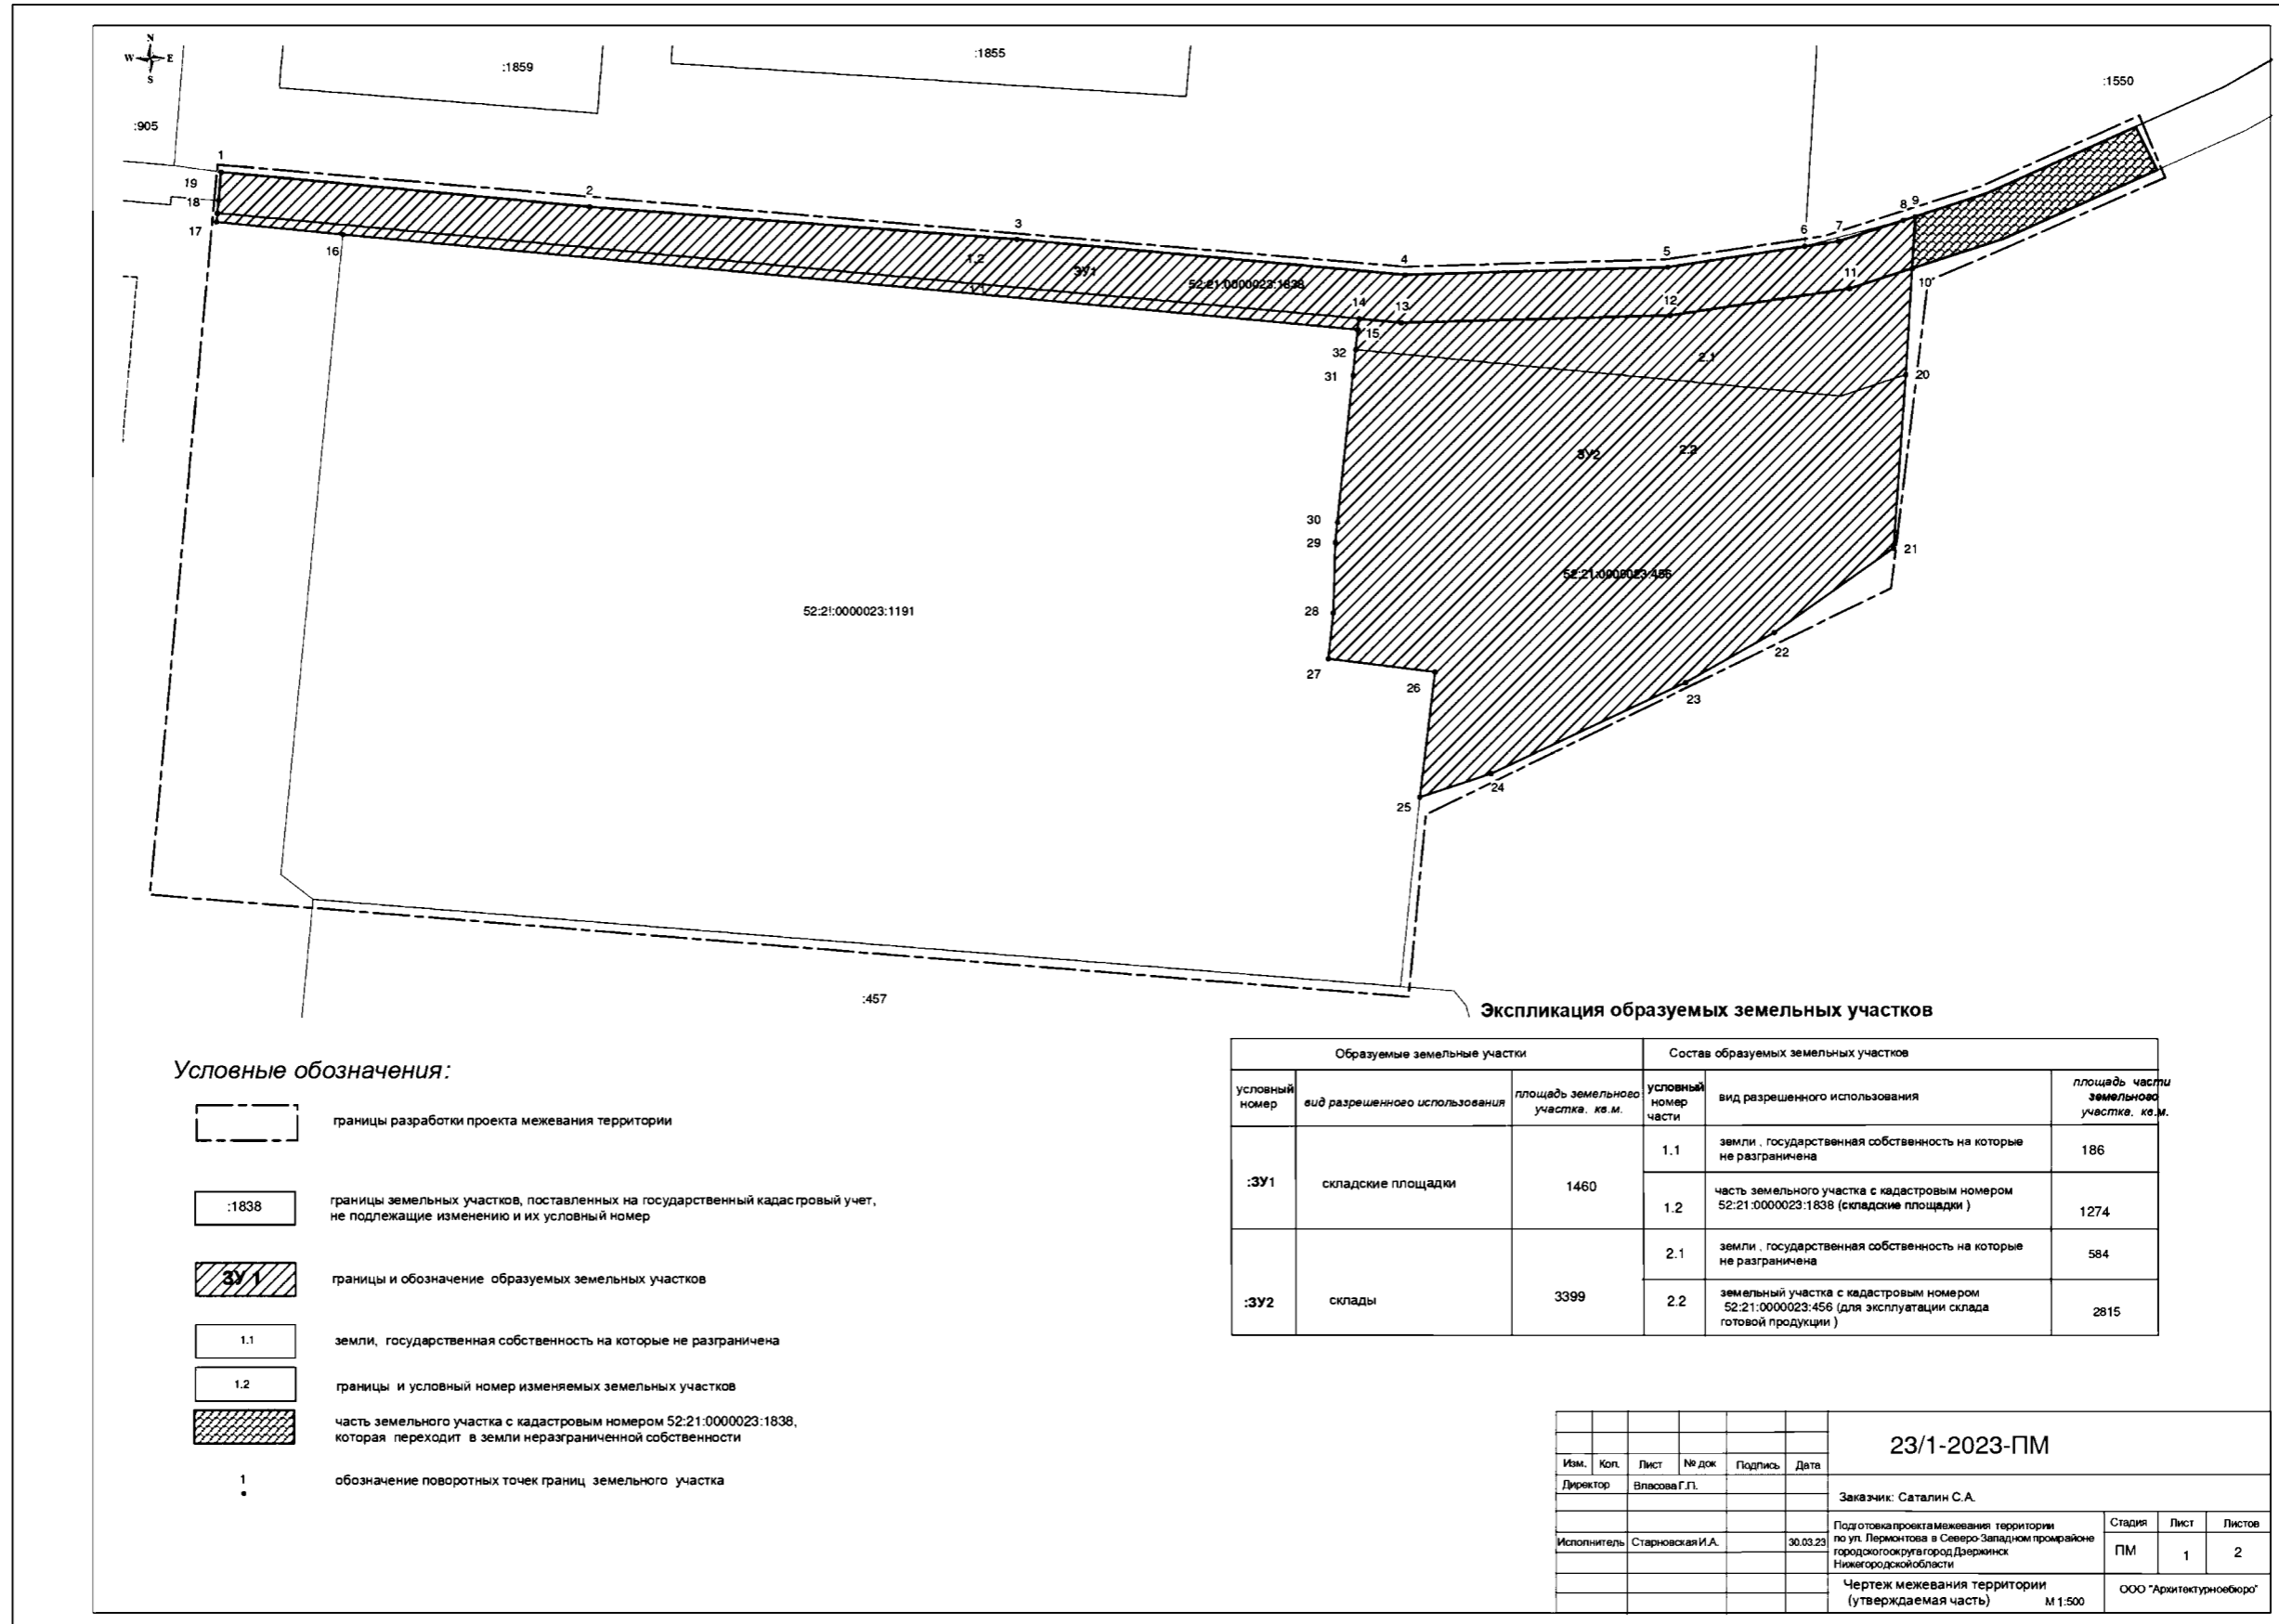 N
W E
S
:1859
:1855
:1550
:905
1
19
18
17
16
2
3
4
5
6
7
8
9
10
11
12
13
14
15
32
31
30
29
28
27
26
25
24
23
22
21
20
1.2
ЗУ1
1.1
52:21:0000023:1838
2.1
ЗУ2
2.2
52:21:0000023:456
52:2!:0000023:1191
:457
Экспликация образуемых земельных участков
Образуемые земельные участки
Состав образуемых земельных участков
условный номер
вид разрешенного использования
площадь земельного участка. кв.м.
условный номер части
вид разрешенного использования
площадь части земельного участка. кв.м.
:ЗУ1
складские площадки
1460
1.1
земли , государственная собственность на которые
не разграничена
186
1.2
часть земельного участка с кадастровым номером
52:21:0000023:1838 (складские площадки )
1274
:ЗУ2
склады
3399
2.1
земли , государственная собственность на которые
не разграничена
584
2.2
земельный участка с кадастровым номером
52:21:0000023:456 (для эксплуатации склада
готовой продукции )
2815
Условные обозначения:
границы разработки проекта межевания территории
:1838
границы земельных участков, поставленных на государственный кадастровый учет,
не подлежащие изменению и их условный номер
ЗУ 1
границы и обозначение образуемых земельных участков
1.1
земли, государственная собственность на которые не разграничена
1.2
границы и условный номер изменяемых земельных участков
часть земельного участка с кадастровым номером 52:21:0000023:1838,
которая переходит в земли неразграниченной собственности
1
обозначение поворотных точек границ земельного участка
23/1-2023-ПМ
Изм. Кол. Лист № док Подпись Дата
Директор Власова Г.П.
Заказчик: Саталин С.А.
Исполнитель Старновская И.А. 30.03.23
Подготовка проекта межевания территории
по ул. Лермонтова в Северо-Западном промрайоне
городского округа город Дзержинск
Нижегородской области
Стадия Лист Листов
ПМ 1 2
Чертеж межевания территории
(утверждаемая часть) М 1:500
ООО "Архитектурное бюро"